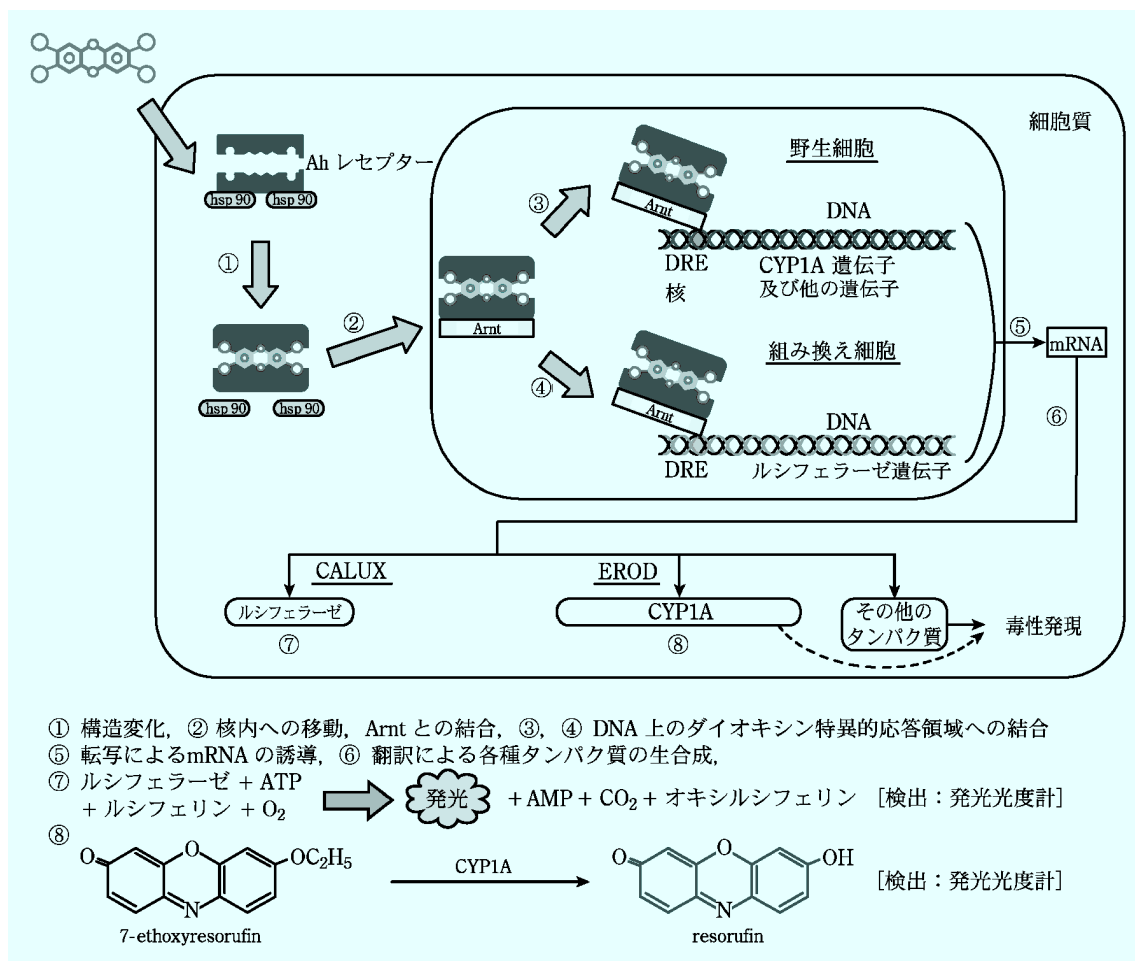 細胞質
Ah レセプター
hsp 90 hsp 90
①
hsp 90 hsp 90
②
Arnt
③
④
野生細胞
Arnt
DNA
DRE
CYP1A 遺伝子
及び他の遺伝子
核
組み換え細胞
Arnt
DNA
DRE
ルシフェラーゼ遺伝子
⑤
mRNA
⑥
CALUX
EROD
ルシフェラーゼ
CYP1A
その他の
タンパク質
毒性発現
⑦
⑧
① 構造変化, ② 核内への移動, Arnt との結合, ③, ④ DNA 上のダイオキシン特異的応答領域への結合
⑤ 転写によるmRNA の誘導, ⑥ 翻訳による各種タンパク質の生合成,
⑦ ルシフェラーゼ + ATP
+ ルシフェリン + O₂
発光
+ AMP + CO₂ + オキシルシフェリン [検出：発光光度計]
⑧
O O OC₂H₅
N
7-ethoxyresorufin
CYP1A
O O OH
N
resorufin
[検出：発光光度計]